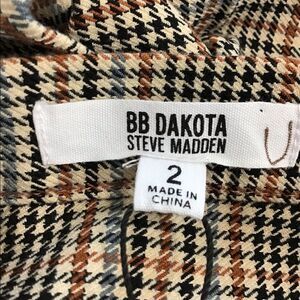 BB DAKOTA
STEVE MADDEN
U
2
MADE IN
CHINA